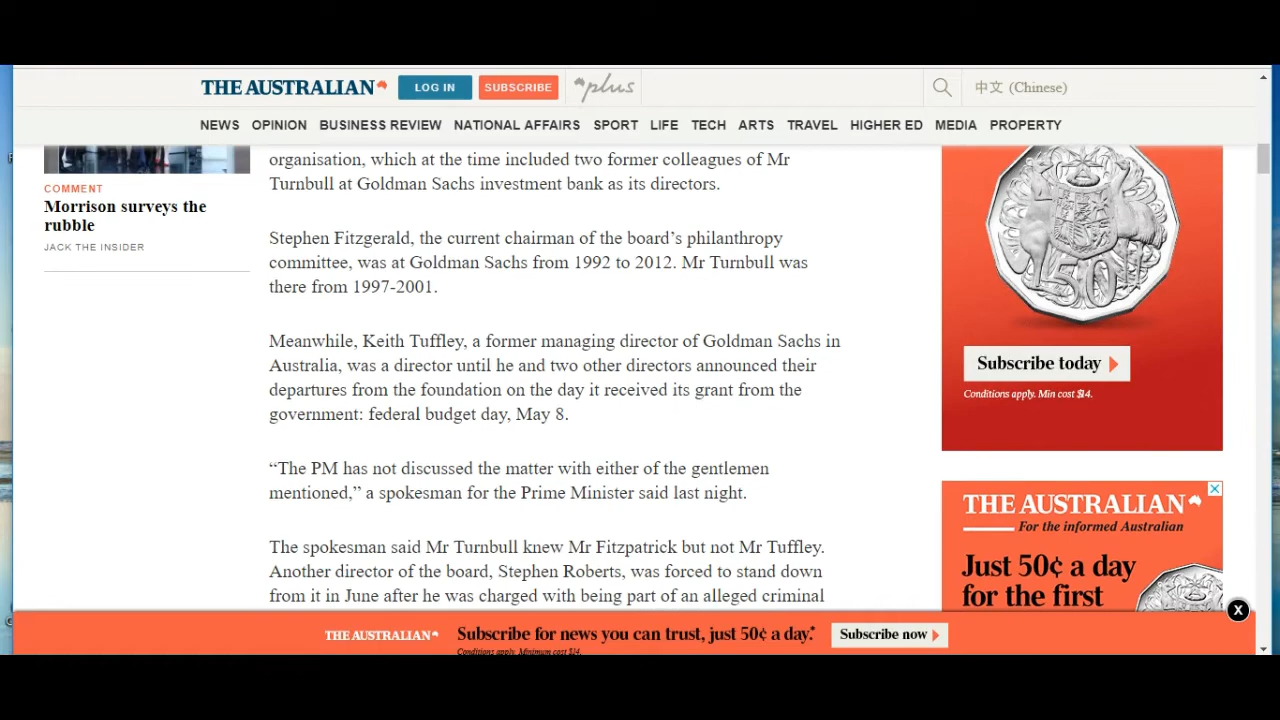 THE AUSTRALIAN
LOG IN
SUBSCRIBE
plus
中文 (Chinese)
NEWS OPINION BUSINESS REVIEW NATIONAL AFFAIRS SPORT LIFE TECH ARTS TRAVEL HIGHER ED MEDIA PROPERTY
COMMENT
Morrison surveys the
rubble
JACK THE INSIDER
organisation, which at the time included two former colleagues of Mr
Turnbull at Goldman Sachs investment bank as its directors.
Stephen Fitzgerald, the current chairman of the board’s philanthropy
committee, was at Goldman Sachs from 1992 to 2012. Mr Turnbull was
there from 1997-2001.
Meanwhile, Keith Tuffley, a former managing director of Goldman Sachs in
Australia, was a director until he and two other directors announced their
departures from the foundation on the day it received its grant from the
government: federal budget day, May 8.
“The PM has not discussed the matter with either of the gentlemen
mentioned,” a spokesman for the Prime Minister said last night.
The spokesman said Mr Turnbull knew Mr Fitzpatrick but not Mr Tuffley.
Another director of the board, Stephen Roberts, was forced to stand down
from it in June after he was charged with being part of an alleged criminal
50
Subscribe today
Conditions apply. Min cost $14.
THE AUSTRALIAN
For the informed Australian
Just 50¢ a day
for the first
THE AUSTRALIAN
Subscribe for news you can trust, just 50¢ a day.*
Conditions apply. Minimum cost $14.
Subscribe now
X